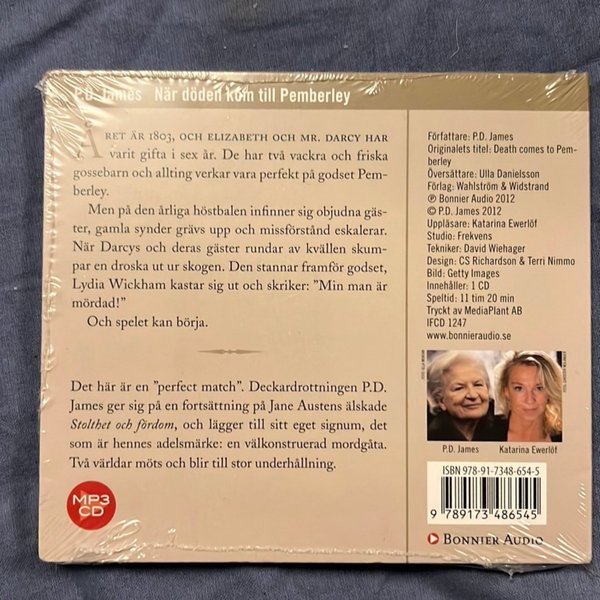 P.D. James När döden kom till Pemberley
ÅRET ÄR 1803, OCH ELIZABETH OCH MR. DARCY HAR
varit gifta i sex år. De har två vackra och friska
gossebarn och allting verkar vara perfekt på godset Pem-
berley.
Men på den årliga höstbalen infinner sig objudna gäs-
ter, gamla synder grävs upp och missförstånd eskalerar.
När Darcys och deras gäster rundar av kvällen skum-
par en droska ut ur skogen. Den stannar framför godset,
Lydia Wickham kastar sig ut och skriker: ”Min man är
mördad!”
Och spelet kan börja.
Det här är en ”perfect match”. Deckardrottningen P.D.
James ger sig på en fortsättning på Jane Austens älskade
Stolthet och fördom, och lägger till sitt eget signum, det
som är hennes adelsmärke: en välkonstruerad mordgåta.
Två världar möts och blir till stor underhållning.
MP3
CD
Författare: P.D. James
Originalets titel: Death comes to Pem-
berley
Översättare: Ulla Danielsson
Förlag: Wahlström & Widstrand
℗ Bonnier Audio 2012
© P.D. James 2012
Uppläsare: Katarina Ewerlöf
Studio: Frekvens
Tekniker: David Wiehager
Design: CS Richardson & Terri Nimmo
Bild: Getty Images
Innehåller: 1 CD
Speltid: 11 tim 20 min
Tryckt av MediaPlant AB
IFCD 1247
www.bonnieraudio.se
P.D. James Katarina Ewerlöf
ISBN 978-91-7348-654-5
9 789173 486545
BONNIER AUDIO